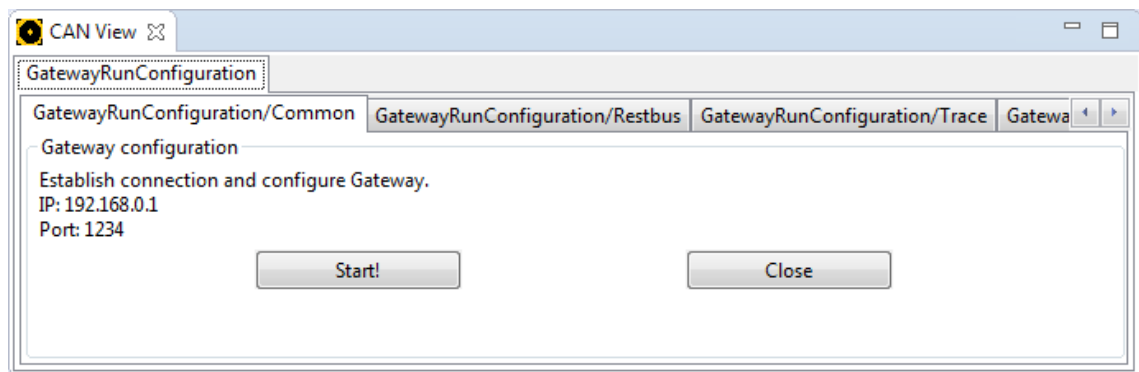 CAN View
GatewayRunConfiguration
GatewayRunConfiguration/Common GatewayRunConfiguration/Restbus GatewayRunConfiguration/Trace Gatewa
Gateway configuration
Establish connection and configure Gateway.
IP: 192.168.0.1
Port: 1234
Start! Close